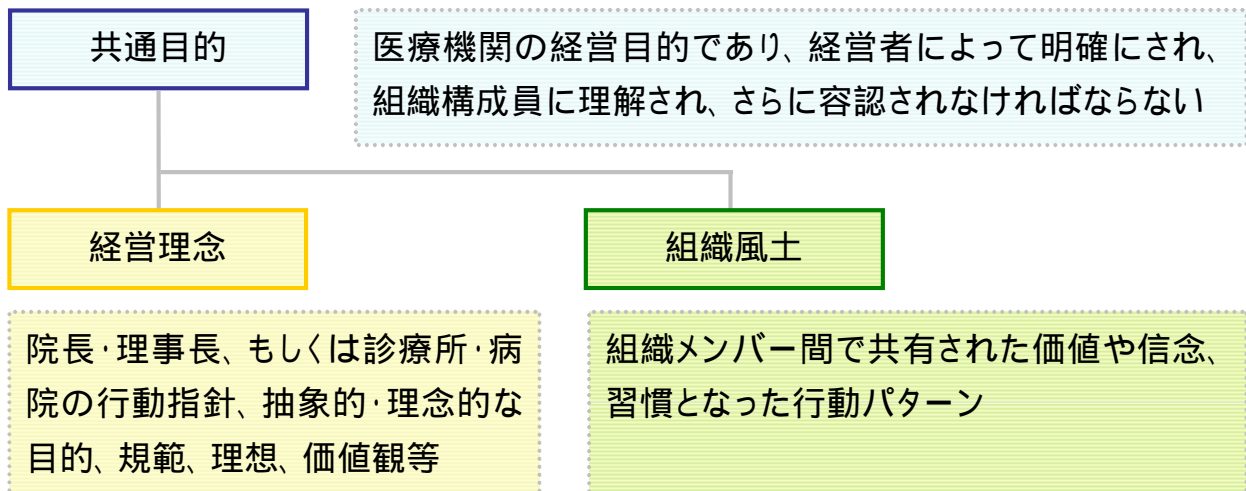 共通目的
医療機関の経営目的であり、経営者によって明確にされ、
組織構成員に理解され、さらに容認されなければならない
経営理念
組織風土
院長・理事長、もしくは診療所・病
院の行動指針、抽象的・理念的な
目的、規範、理想、価値観等
組織メンバー間で共有された価値や信念、
習慣となった行動パターン